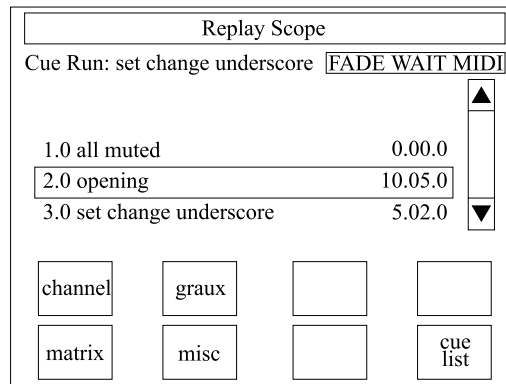 Replay Scope
Cue Run: set change underscore FADE WAIT MIDI
1.0 all muted 0.00.0
2.0 opening 10.05.0
3.0 set change underscore 5.02.0
channel graux
matrix misc cue list